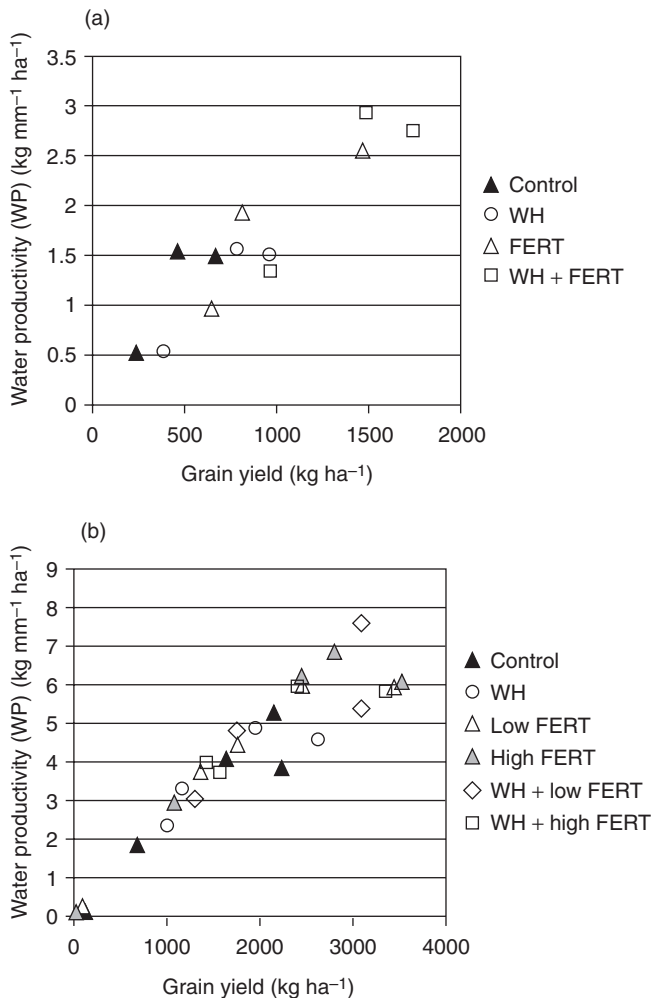 (a)
Water productivity (WP) (kg mm⁻¹ ha⁻¹)
3.5
3
2.5
2
1.5
1
0.5
0
0 500 1000 1500 2000
Grain yield (kg ha⁻¹)
Control
WH
FERT
WH + FERT
(b)
Water productivity (WP) (kg mm⁻¹ ha⁻¹)
9
8
7
6
5
4
3
2
1
0
0 1000 2000 3000 4000
Grain yield (kg ha⁻¹)
Control
WH
Low FERT
High FERT
WH + low FERT
WH + high FERT